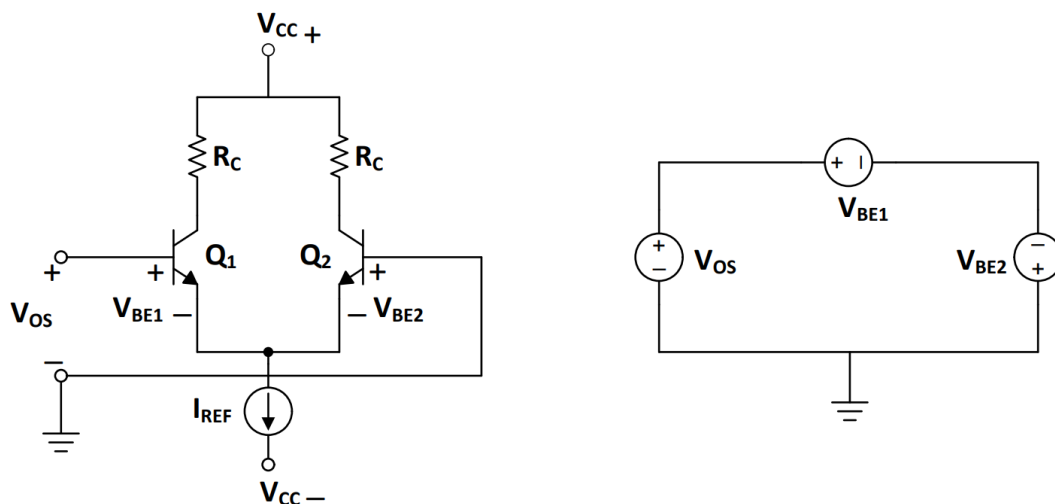 VCC +
RC
RC
Q1
Q2
+
+
+
VOS
VBE1 –
– VBE2
–
IREF
VCC –
+ –
VBE1
+
–
VOS
VBE2
–
+